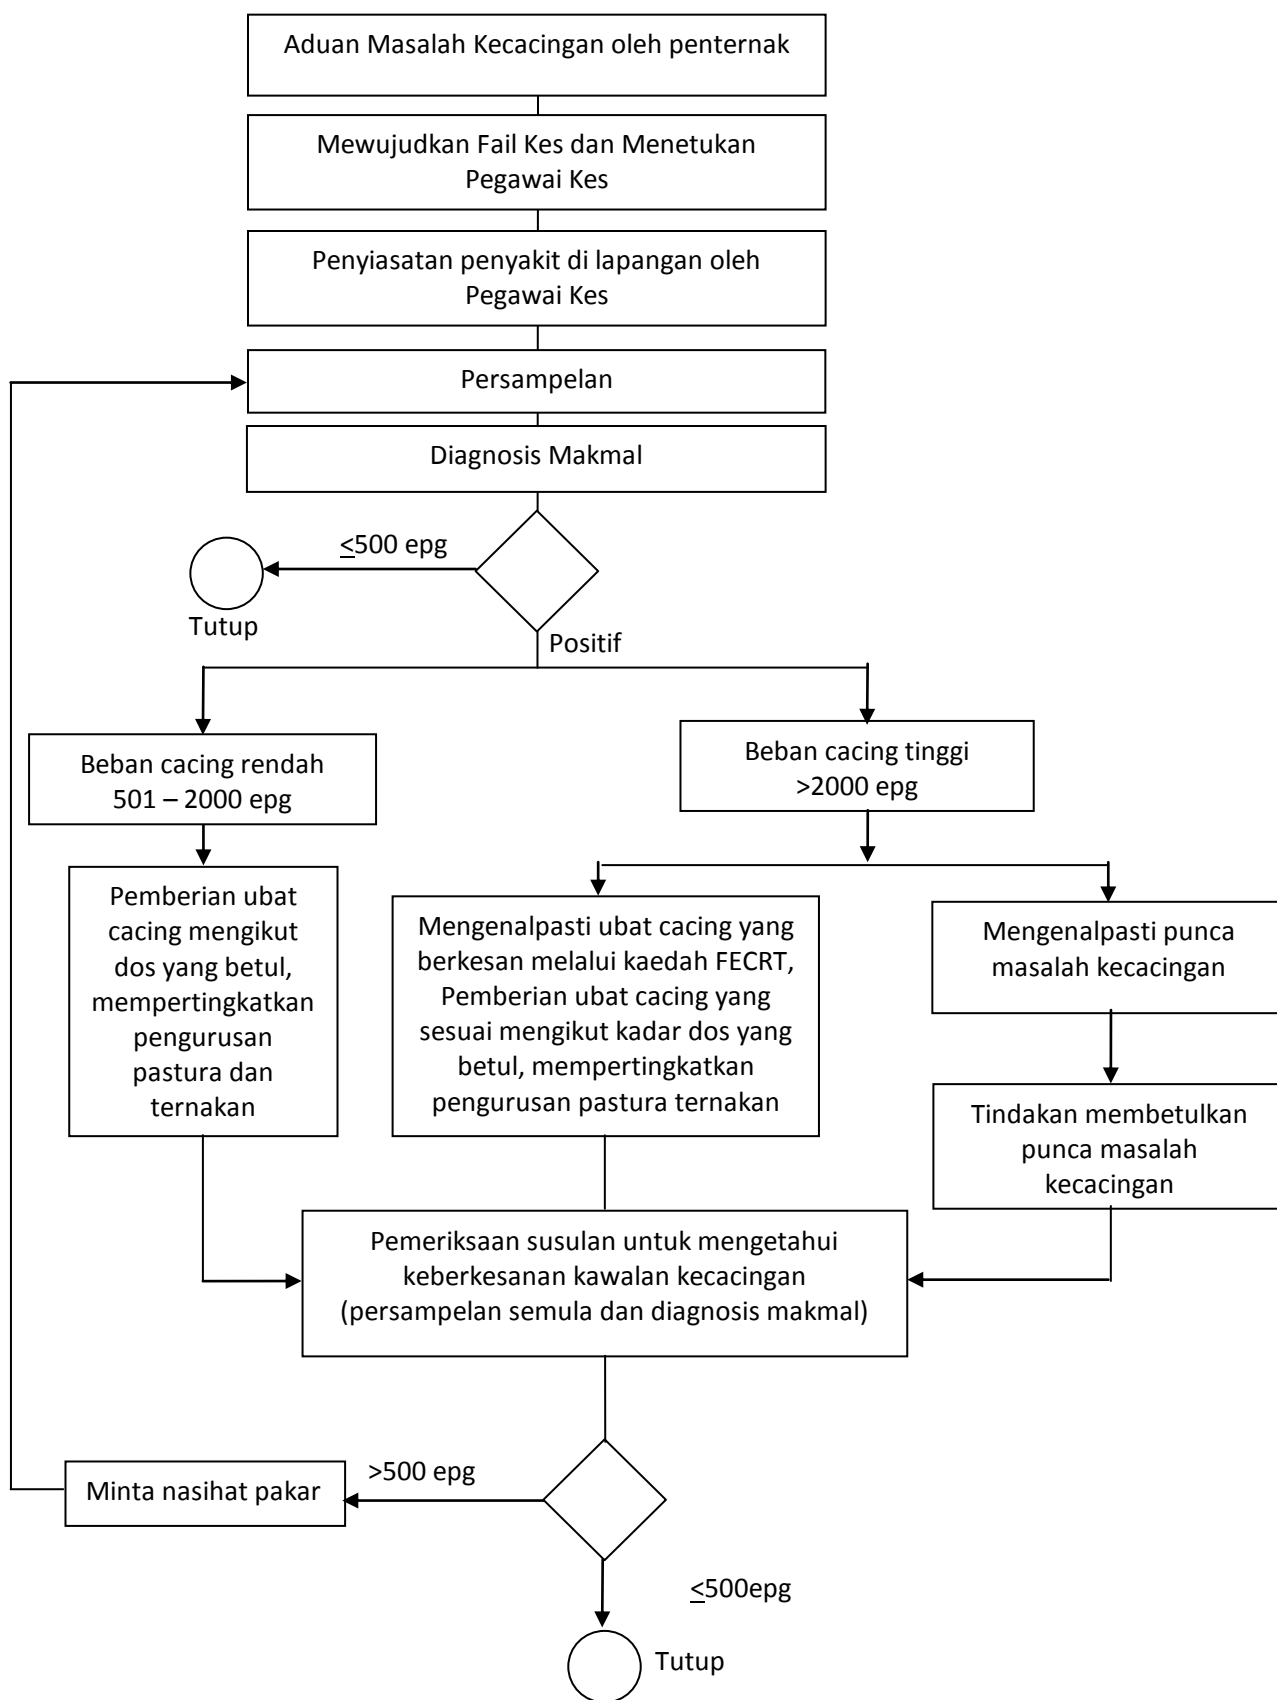 Aduan Masalah Kecacingan oleh penternak
Mewujudkan Fail Kes dan Menetukan
Pegawai Kes
Penyiasatan penyakit di lapangan oleh
Pegawai Kes
Persampelan
Diagnosis Makmal
≤500 epg
Tutup
Positif
Beban cacing rendah
501 – 2000 epg
Beban cacing tinggi
>2000 epg
Pemberian ubat
cacing mengikut
dos yang betul,
mempertingkatkan
pengurusan
pastura dan
ternakan
Mengenalpasti ubat cacing yang
berkesan melalui kaedah FECRT,
Pemberian ubat cacing yang
sesuai mengikut kadar dos yang
betul, mempertingkatkan
pengurusan pastura ternakan
Mengenalpasti punca
masalah kecacingan
Tindakan membetulkan
punca masalah
kecacingan
Pemeriksaan susulan untuk mengetahui
keberkesanan kawalan kecacingan
(persampelan semula dan diagnosis makmal)
>500 epg
Minta nasihat pakar
≤500epg
Tutup